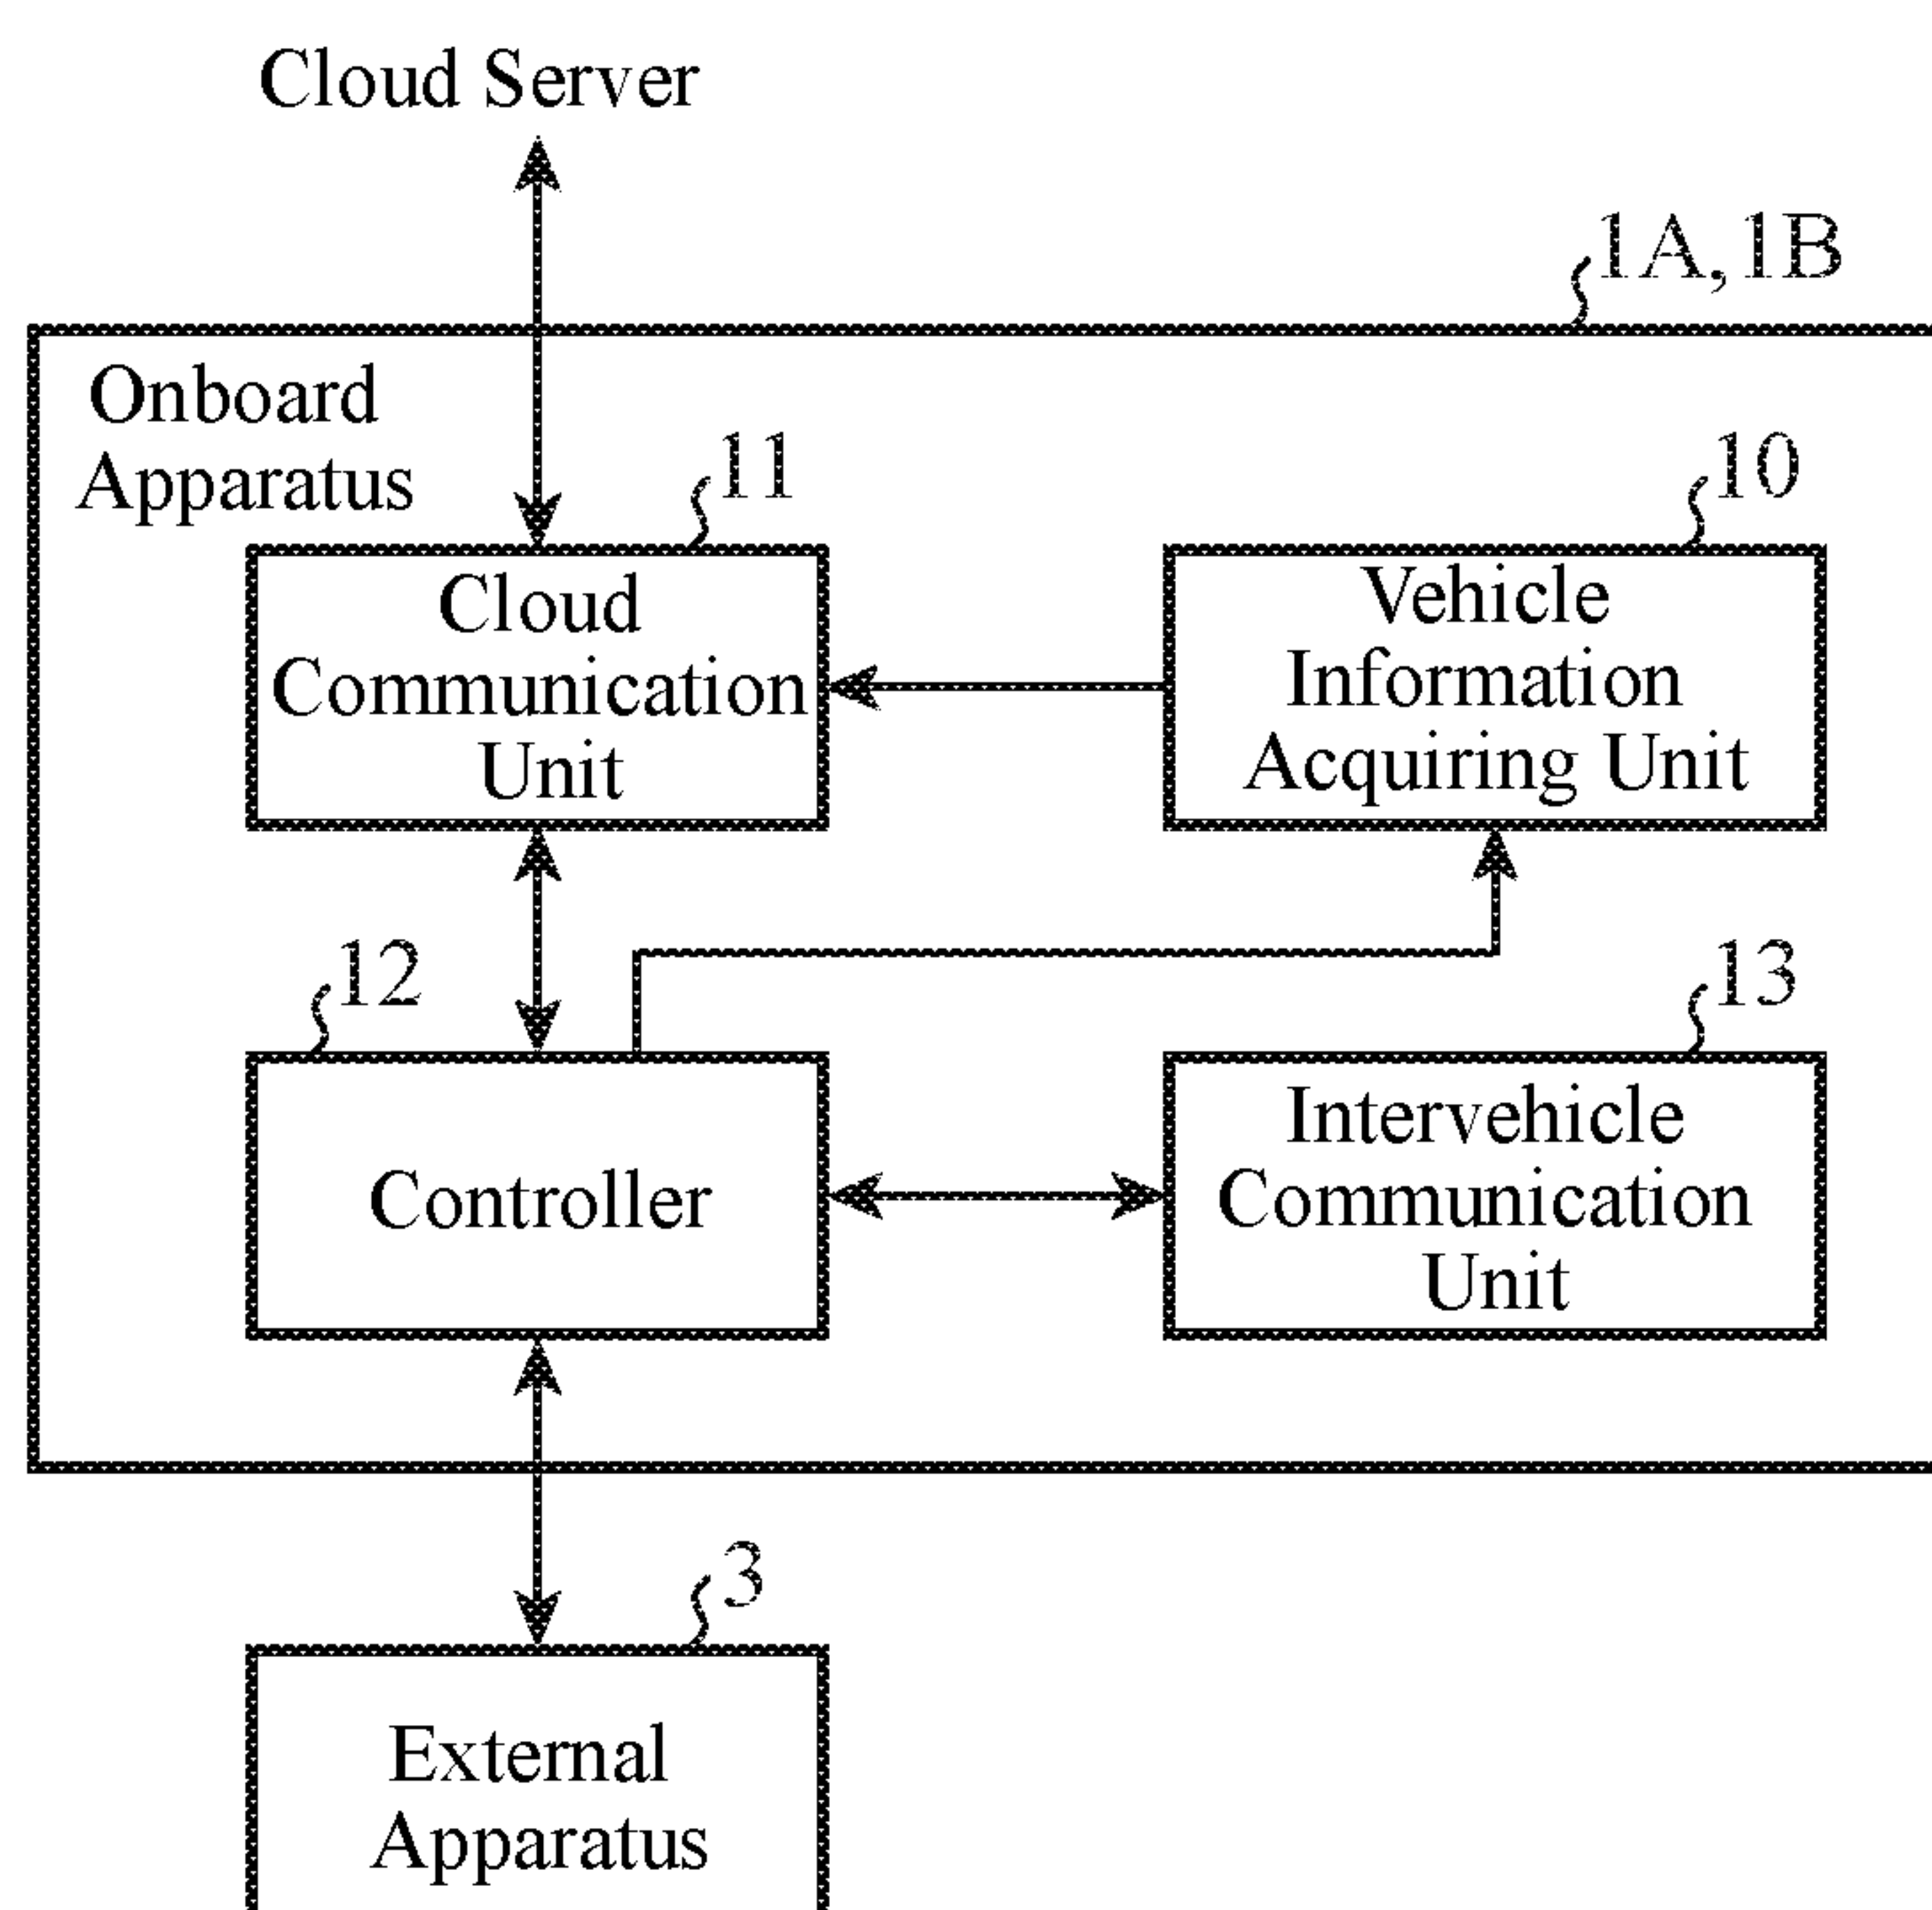 Cloud Server
1A, 1B
Onboard
Apparatus
11
10
Cloud
Communication
Unit
Vehicle
Information
Acquiring Unit
12
13
Controller
Intervehicle
Communication
Unit
3
External
Apparatus